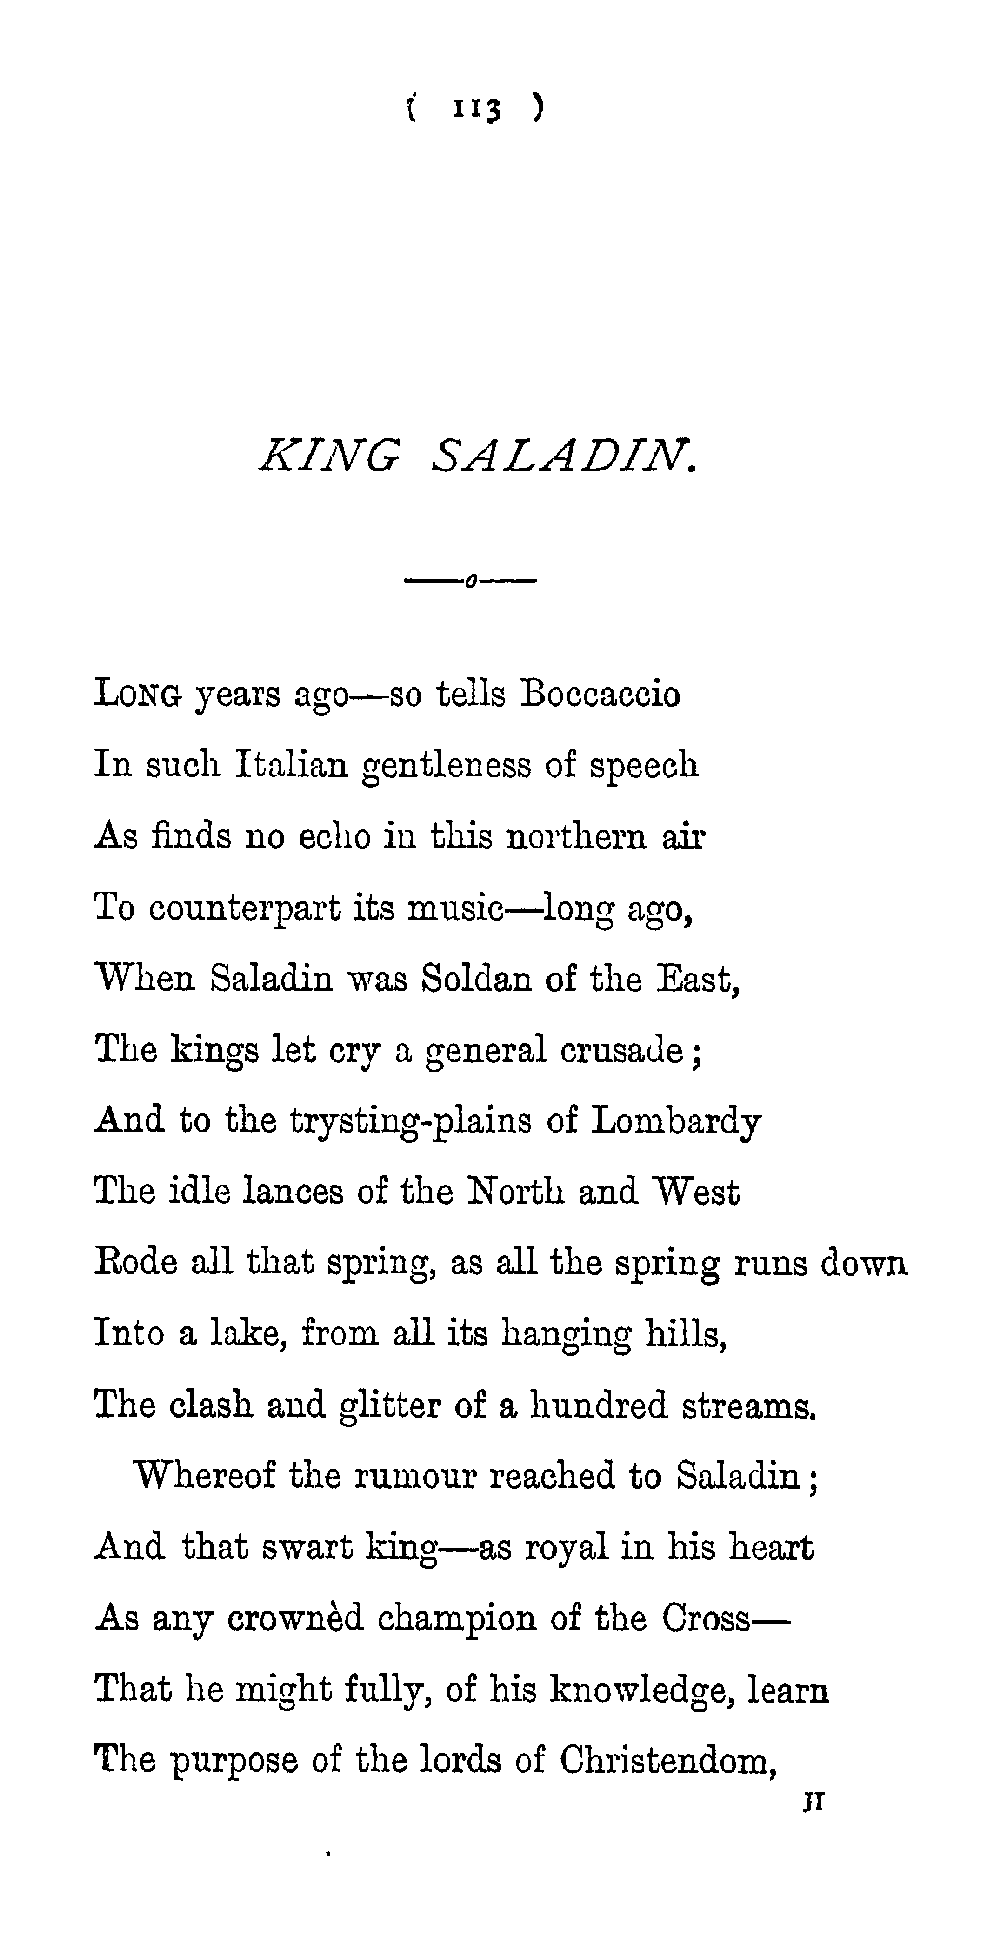 ( 113 )
KING SALADIN.
—o—
LONG years ago—so tells Boccaccio
In such Italian gentleness of speech
As finds no echo in this northern air
To counterpart its music—long ago,
When Saladin was Soldan of the East,
The kings let cry a general crusade;
And to the trysting-plains of Lombardy
The idle lances of the North and West
Rode all that spring, as all the spring runs down
Into a lake, from all its hanging hills,
The clash and glitter of a hundred streams.
Whereof the rumour reached to Saladin;
And that swart king—as royal in his heart
As any crownèd champion of the Cross—
That he might fully, of his knowledge, learn
The purpose of the lords of Christendom,